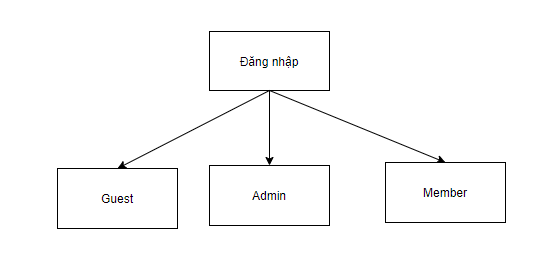 Đăng nhập
Guest
Admin
Member